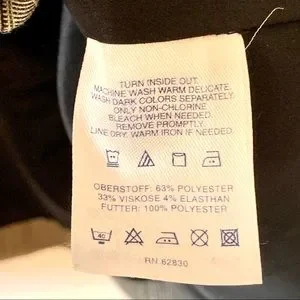 TURN INSIDE OUT.
MACHINE WASH WARM DELICATE.
WASH DARK COLORS SEPARATELY.
ONLY NON-CHLORINE
BLEACH WHEN NEEDED.
REMOVE PROMPTLY.
LINE DRY. WARM IRON IF NEEDED.
OBERSTOFF: 63% POLYESTER
33% VISKOSE 4% ELASTHAN
FUTTER: 100% POLYESTER
40
RN 62830